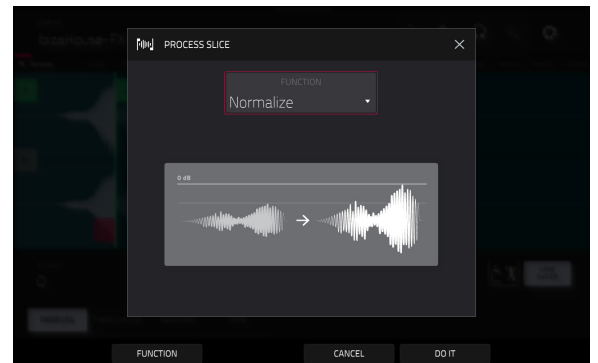 PROCESS SLICE
FUNCTION
Normalize
0 dB
FUNCTION
CANCEL
DO IT